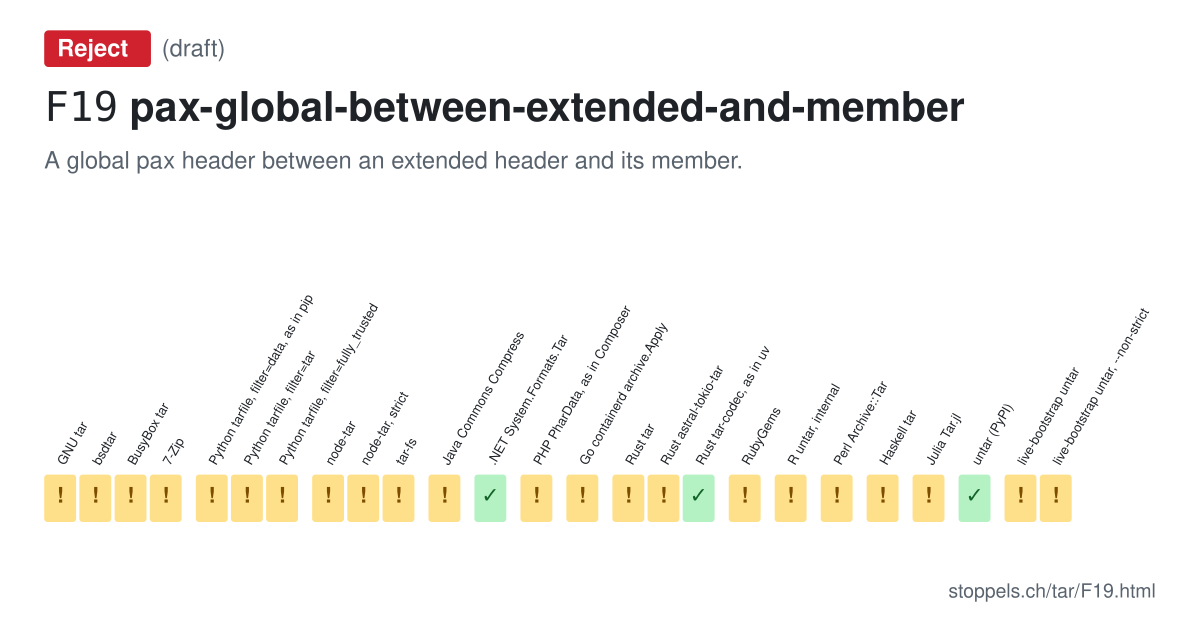 Reject (draft)
F19 pax-global-between-extended-and-member
A global pax header between an extended header and its member.
GNU tar
bsdtar
BusyBox tar
7-Zip
Python tarfile, filter=data, as in pip
Python tarfile, filter=tar
Python tarfile, filter=fully_trusted
node-tar
node-tar, strict
tar-fs
Java Commons Compress
.NET System.Formats.Tar
PHP PharData, as in Composer
Go containerd archive.Apply
Rust tar
Rust astral-tokio-tar
Rust tar-codec, as in uv
RubyGems
R untar, internal
Perl Archive::Tar
Haskell tar
Julia Tar.jl
untar (PyPI)
live-bootstrap untar
live-bootstrap untar, --non-strict
! ! ! ! ! ! ! ! ! ! ! ✓ ! ! ! ! ✓ ! ! ! ! ! ✓ ! !
stoppels.ch/tar/F19.html